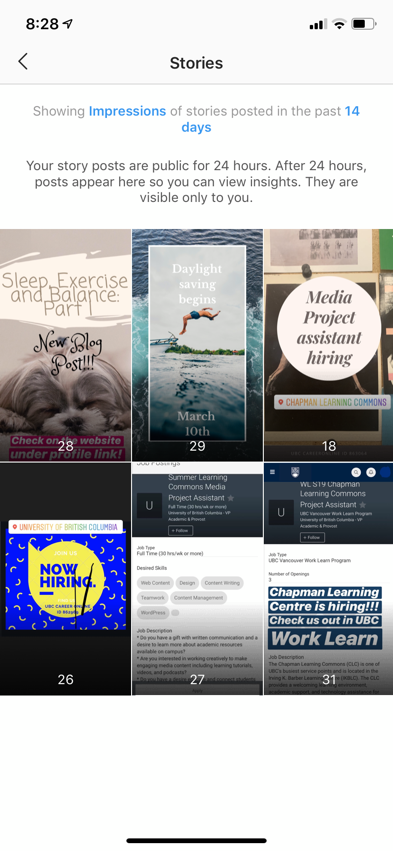 8:28
Stories
Showing Impressions of stories posted in the past 14
days
Your story posts are public for 24 hours. After 24 hours,
posts appear here so you can view insights. They are
visible only to you.
Sleep, Exercise
and Balance:
Part 1
New Blog
Post!!!
Check on the website
under profile link!
28
Daylight
saving
begins
March
10th
29
Media
Project
assistant
hiring
CHAPMAN LEARNING COMMONS
18
UNIVERSITY OF BRITISH COLUMBIA
JOIN US
NOW
HIRING.
UBC CAREER ONLINE
26
Job Postings
Summer Learning
Commons Media
Project Assistant
U
Full Time (30 hrs/wk or more)
University of British Columbia - VP
Academic & Provost
+ Follow
Job Type
Full Time (30 hrs/wk or more)
Desired Skills
Web Content
Design
Content Writing
Teamwork
Content Management
WordPress
Job Description
* Do you have a gift with written communication and a
desire to learn more about academic resources
available on campus?
* Are you interested in working creatively to make
engaging media content including learning tutorials,
videos, and podcasts?
27
WL ST19 Chapman
Learning Commons
Project Assistant
U
UBC Vancouver Work Learn Program
University of British Columbia - VP
Academic & Provost
+ Follow
Job Type
UBC Vancouver Work Learn Program
Number of Openings
3
Chapman Learning
Centre is hiring!!!
Check us out in UBC
Work Learn
Job Description
The Chapman Learning Commons (CLC) is one of
UBC's busiest service points and is located in the
Irving K. Barber Learning Centre (IKBLC). The CLC
31